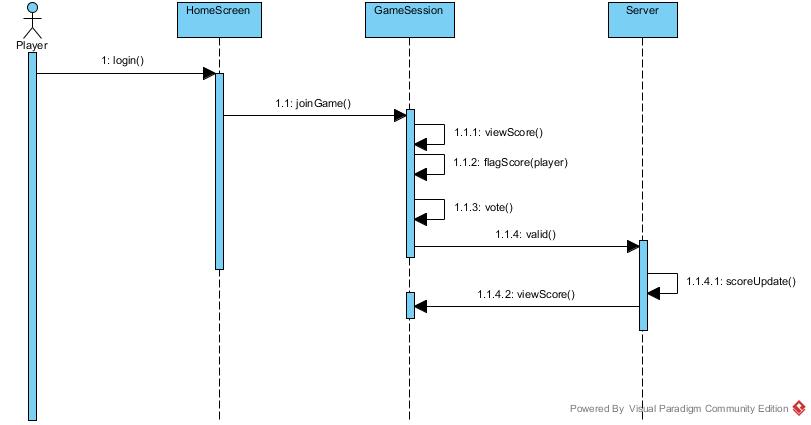 HomeScreen
GameSession
Server
Player
1: login()
1.1: joinGame()
1.1.1: viewScore()
1.1.2: flagScore(player)
1.1.3: vote()
1.1.4: valid()
1.1.4.1: scoreUpdate()
1.1.4.2: viewScore()
Powered By Visual Paradigm Community Edition